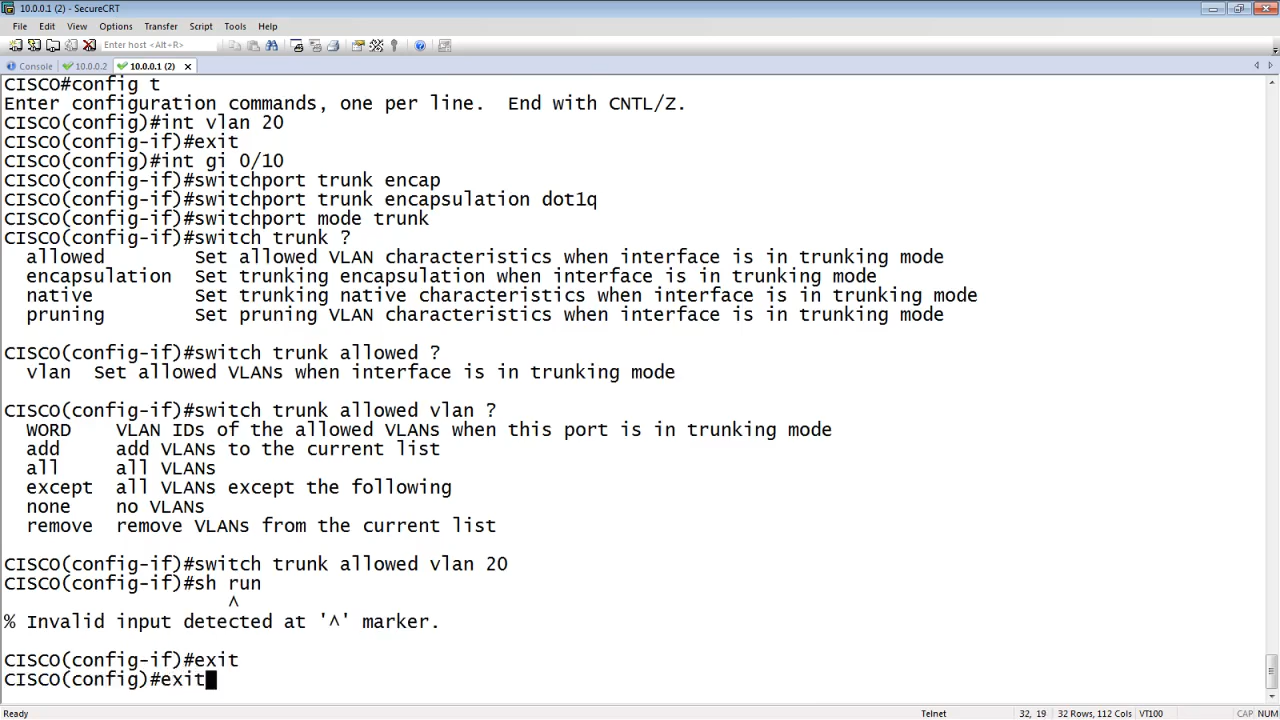 10.0.0.1 (2) - SecureCRT
File Edit View Options Transfer Script Tools Help
Enter host <Alt+R>
Console 10.0.0.2 10.0.0.1 (2)
CISCO#config t
Enter configuration commands, one per line.  End with CNTL/Z.
CISCO(config)#int vlan 20
CISCO(config-if)#exit
CISCO(config)#int gi 0/10
CISCO(config-if)#switchport trunk encap
CISCO(config-if)#switchport trunk encapsulation dot1q
CISCO(config-if)#switchport mode trunk
CISCO(config-if)#switch trunk ?
  allowed        Set allowed VLAN characteristics when interface is in trunking mode
  encapsulation  Set trunking encapsulation when interface is in trunking mode
  native         Set trunking native characteristics when interface is in trunking mode
  pruning        Set pruning VLAN characteristics when interface is in trunking mode
CISCO(config-if)#switch trunk allowed ?
  vlan  Set allowed VLANs when interface is in trunking mode
CISCO(config-if)#switch trunk allowed vlan ?
  WORD    VLAN IDs of the allowed VLANs when this port is in trunking mode
  add     add VLANs to the current list
  all     all VLANs
  except  all VLANs except the following
  none    no VLANs
  remove  remove VLANs from the current list
CISCO(config-if)#switch trunk allowed vlan 20
CISCO(config-if)#sh run
^
% Invalid input detected at '^' marker.
CISCO(config-if)#exit
CISCO(config)#exit
Ready Telnet 32, 19 32 Rows, 112 Cols VT100 CAP NUM